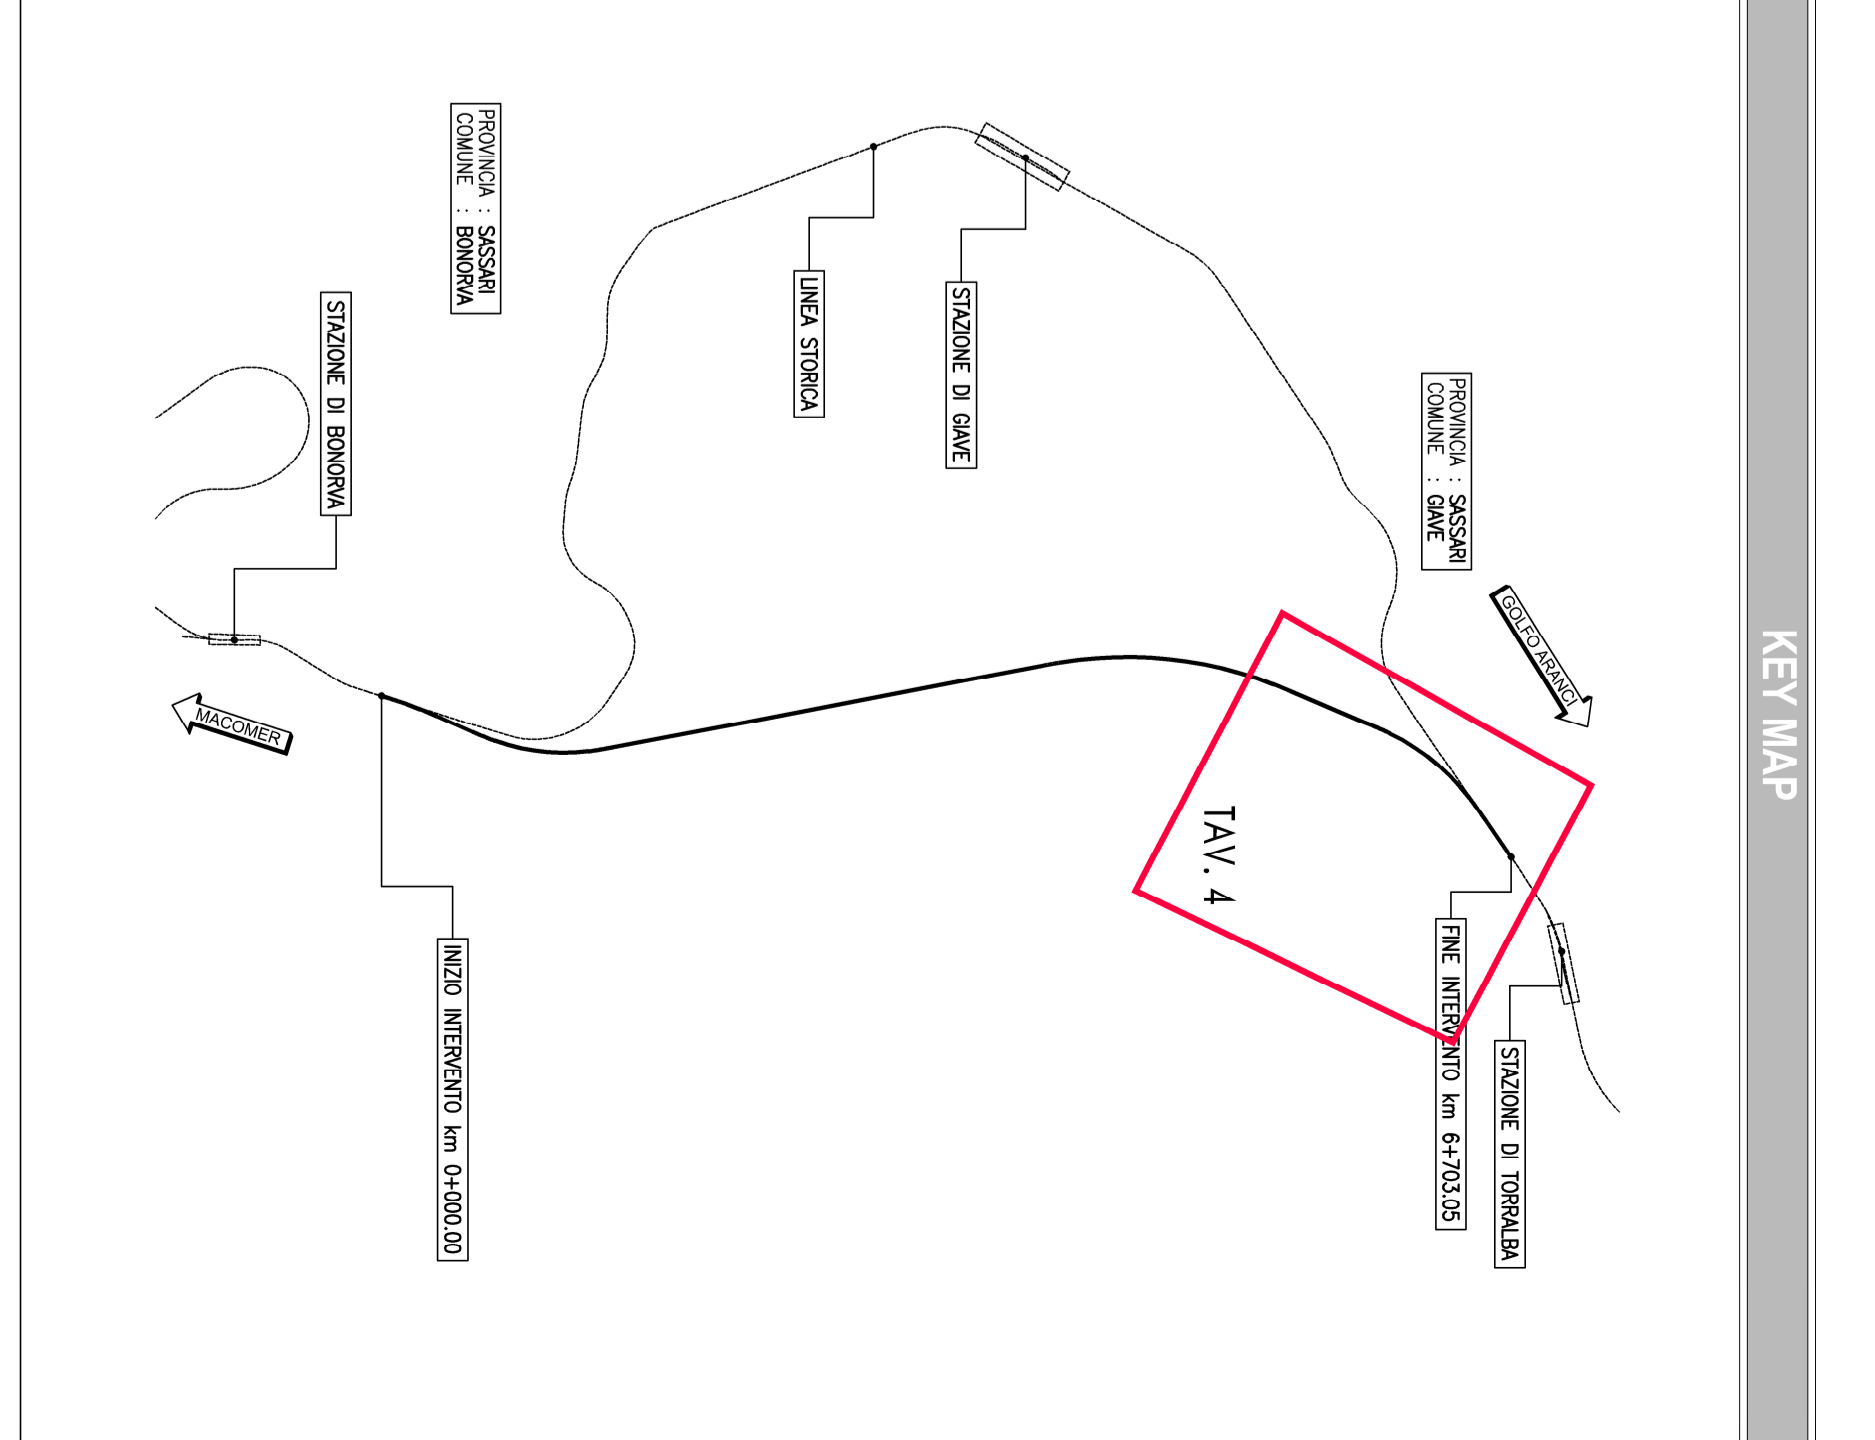 KEY MAP
PROVINCIA : SASSARI
COMUNE : GIAVE
GOLFO ARANCI
STAZIONE DI TORRALBA
FINE INTERVENTO km 6+703.05
TAV. 4
STAZIONE DI GIAVE
LINEA STORICA
PROVINCIA : SASSARI
COMUNE : BONORVA
INIZIO INTERVENTO km 0+000.00
STAZIONE DI BONORVA
MACOMER